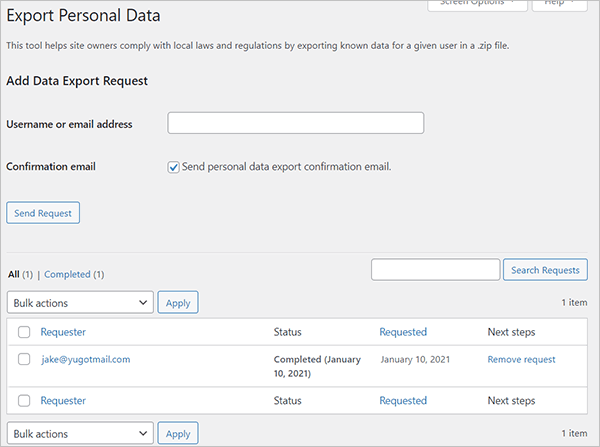 Export Personal Data
Screen Options
Help
This tool helps site owners comply with local laws and regulations by exporting known data for a given user in a .zip file.
Add Data Export Request
Username or email address
Confirmation email Send personal data export confirmation email.
Send Request
All (1) | Completed (1)
Search Requests
Bulk actions Apply 1 item
Requester Status Requested Next steps
jake@yugotmail.com Completed (January 10, 2021) January 10, 2021 Remove request
Requester Status Requested Next steps
Bulk actions Apply 1 item